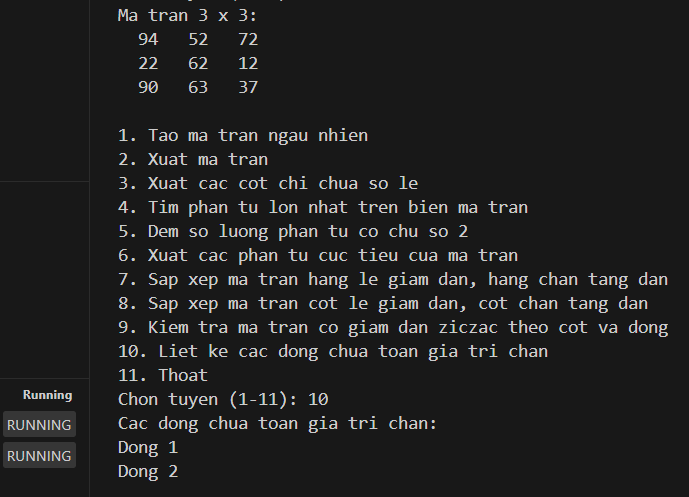 Ma tran 3 x 3:
94 52 72
22 62 12
90 63 37
1. Tao ma tran ngau nhien
2. Xuat ma tran
3. Xuat cac cot chi chua so le
4. Tim phan tu lon nhat tren bien ma tran
5. Dem so luong phan tu co chu so 2
6. Xuat cac phan tu cuc tieu cua ma tran
7. Sap xep ma tran hang le giam dan, hang chan tang dan
8. Sap xep ma tran cot le giam dan, cot chan tang dan
9. Kiem tra ma tran co giam dan ziczac theo cot va dong
10. Liet ke cac dong chua toan gia tri chan
11. Thoat
Chon tuyen (1-11): 10
Cac dong chua toan gia tri chan:
Dong 1
Dong 2
Running
RUNNING
RUNNING